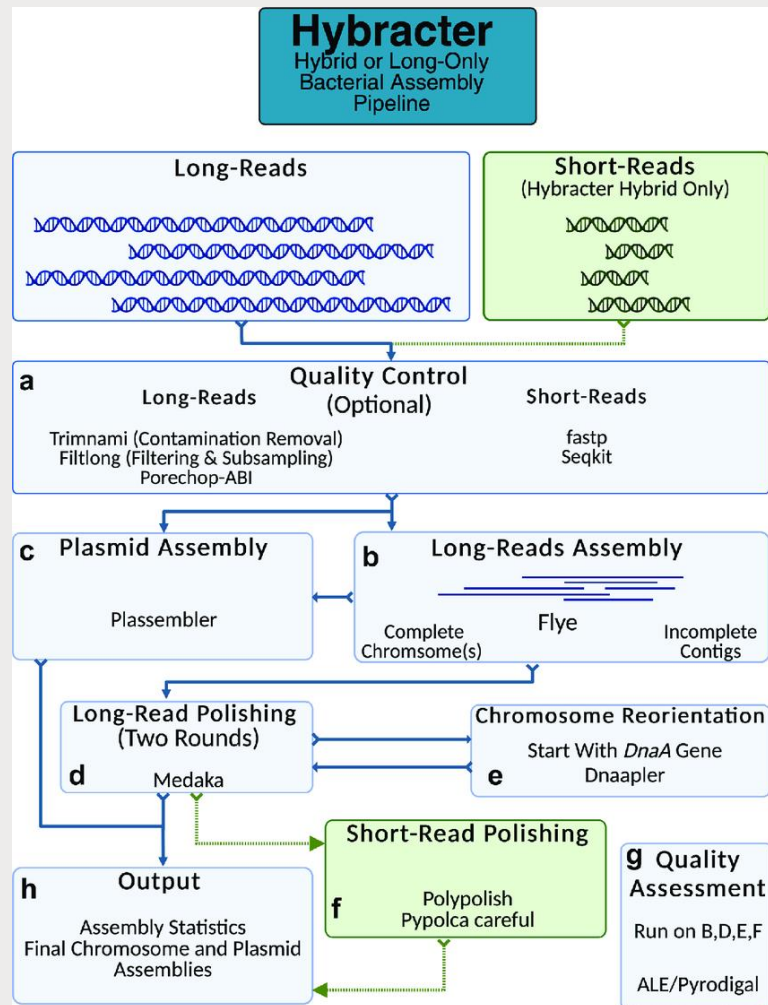 Hybracter
Hybrid or Long-Only
Bacterial Assembly
Pipeline
Long-Reads
Short-Reads
(Hybracter Hybrid Only)
a
Quality Control
(Optional)
Long-Reads
Trimnami (Contamination Removal)
Filtlong (Filtering & Subsampling)
Porechop-ABI
Short-Reads
fastp
Seqkit
c
Plasmid Assembly
Plassembler
b
Long-Reads Assembly
Flye
Complete
Chromsome(s)
Incomplete
Contigs
Long-Read Polishing
(Two Rounds)
d
Medaka
Chromosome Reorientation
Start With DnaA Gene
Dnaapler
e
Short-Read Polishing
f
Polypolish
Pypolca careful
g
Quality
Assessment
Run on B,D,E,F
ALE/Pyrodigal
h
Output
Assembly Statistics
Final Chromosome and Plasmid
Assemblies